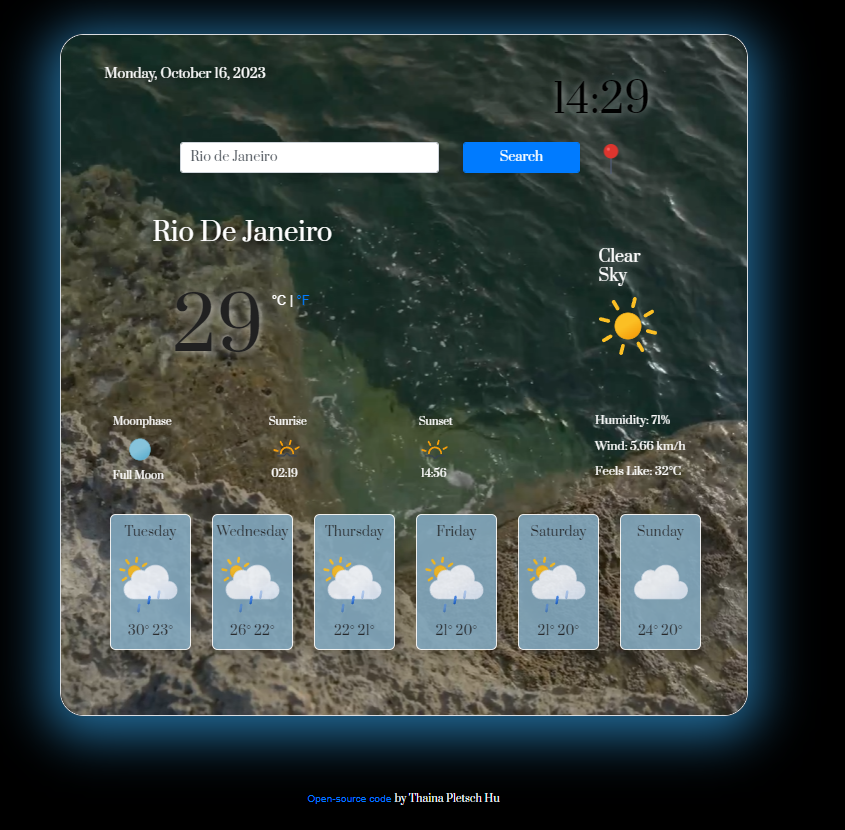 Monday, October 16, 2023
14:29
Rio de Janeiro
Search
Rio De Janeiro
Clear
Sky
29 °C | °F
Moonphase
Full Moon
Sunrise
02:19
Sunset
14:56
Humidity: 71%
Wind: 5.66 km/h
Feels Like: 32°C
Tuesday
30° 23°
Wednesday
26° 22°
Thursday
22° 21°
Friday
21° 20°
Saturday
21° 20°
Sunday
24° 20°
Open-source code by Thaina Pletsch Hu